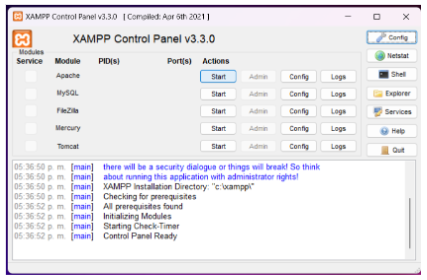 XAMPP Control Panel v3.3.0 [ Compiled: Apr 6th 2021 ]
XAMPP Control Panel v3.3.0
Config
Modules
Service Module PID(s) Port(s) Actions
Netstat
Apache Start Admin Config Logs
Shell
MySQL Start Admin Config Logs
Explorer
FileZilla Start Admin Config Logs
Services
Mercury Start Admin Config Logs
Help
Tomcat Start Admin Config Logs
Quit
05:36:50 p. m. [main] there will be a security dialogue or things will break! So think
05:36:50 p. m. [main] about running this application with administrator rights!
05:36:50 p. m. [main] XAMPP Installation Directory: "c:\xampp\"
05:36:50 p. m. [main] Checking for prerequisites
05:36:52 p. m. [main] All prerequisites found
05:36:52 p. m. [main] Initializing Modules
05:36:52 p. m. [main] Starting Check-Timer
05:36:52 p. m. [main] Control Panel Ready